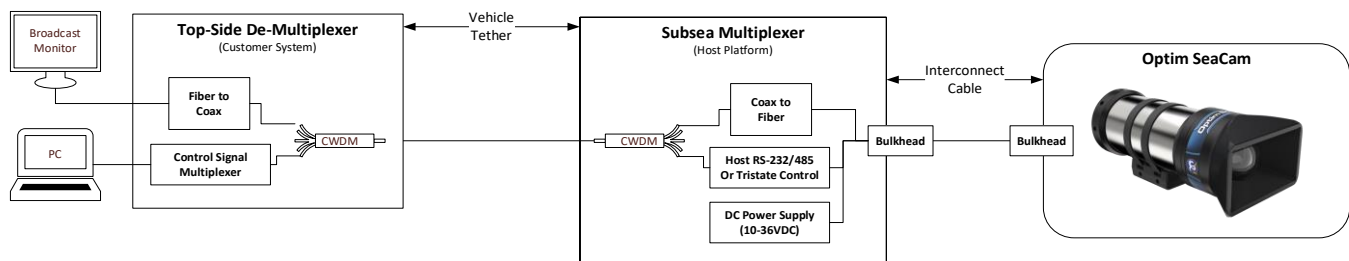 Broadcast
Monitor
PC
Top-Side De-Multiplexer
(Customer System)
Fiber to
Coax
Control Signal
Multiplexer
CWDM
Vehicle
Tether
Subsea Multiplexer
(Host Platform)
CWDM
Coax to
Fiber
Host RS-232/485
Or Tristate Control
DC Power Supply
(10-36VDC)
Bulkhead
Interconnect
Cable
Bulkhead
Optim SeaCam